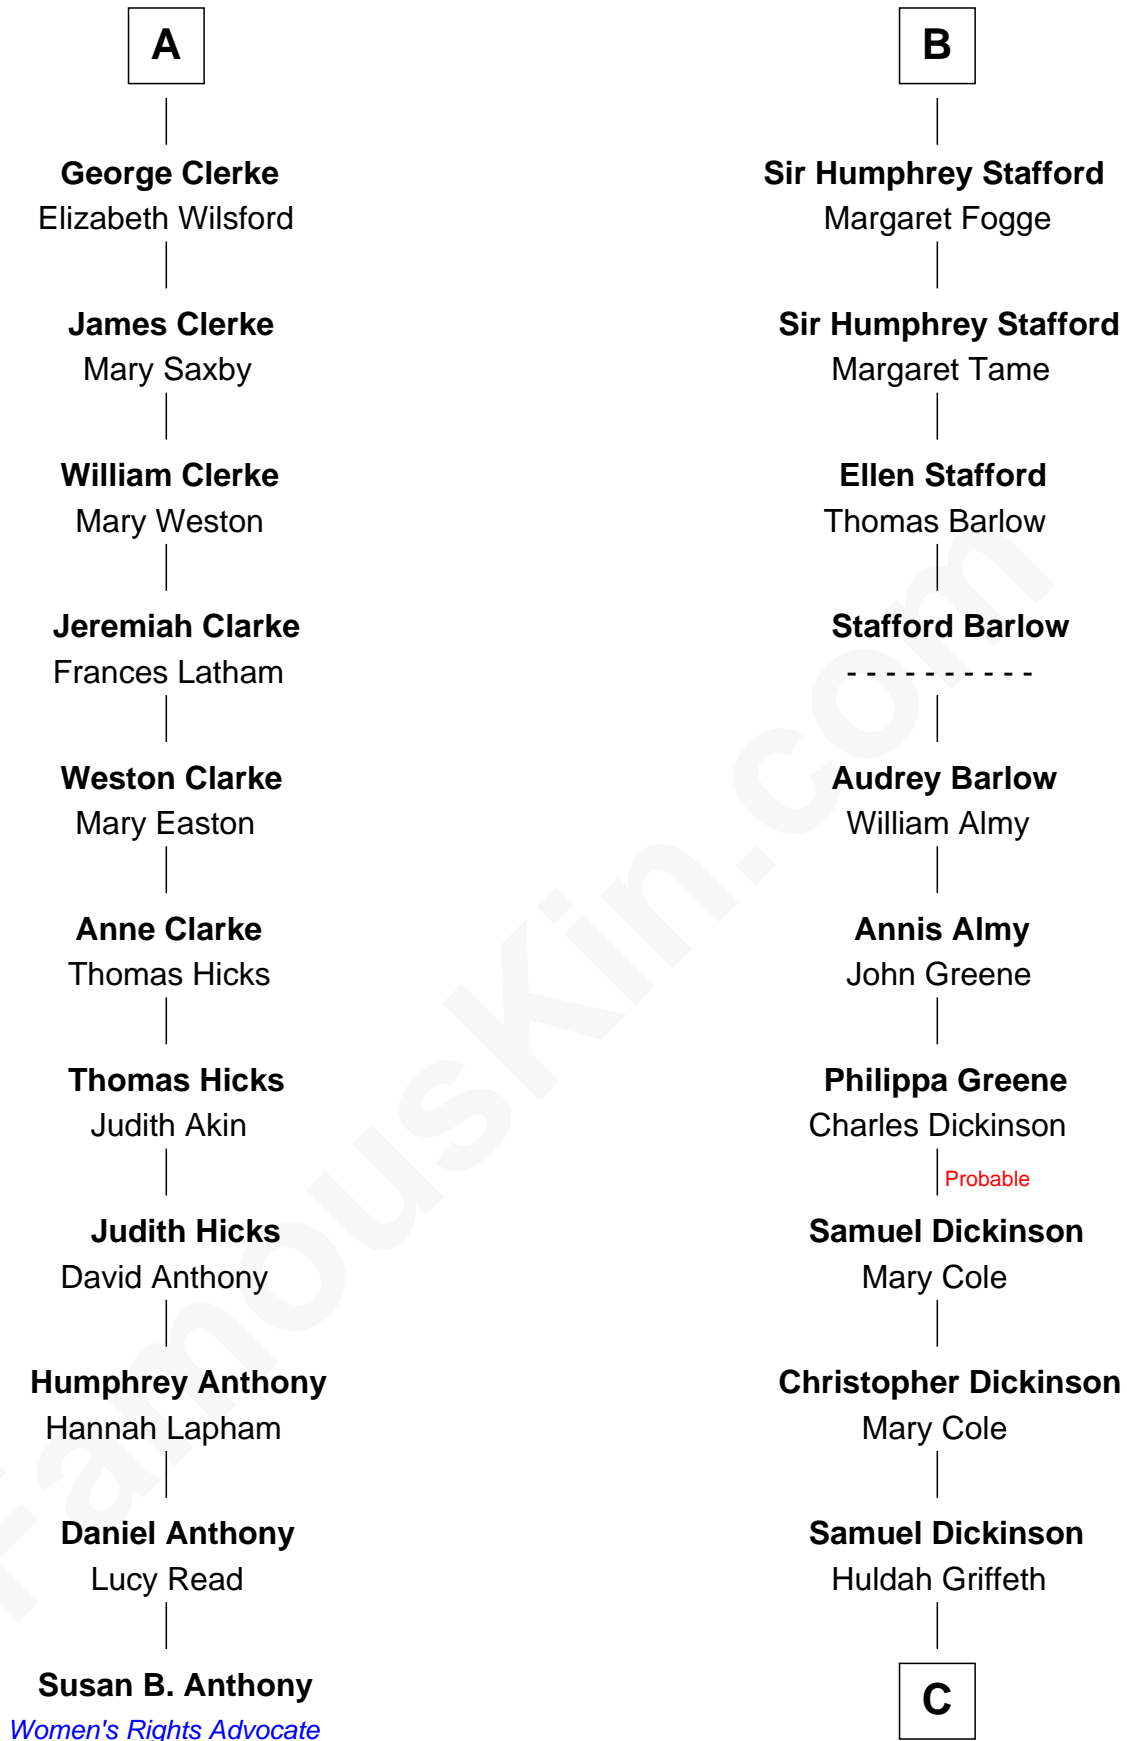 A
George Clerke
Elizabeth Wilsford
James Clerke
Mary Saxby
William Clerke
Mary Weston
Jeremiah Clarke
Frances Latham
Weston Clarke
Mary Easton
Anne Clarke
Thomas Hicks
Thomas Hicks
Judith Akin
Judith Hicks
David Anthony
Humphrey Anthony
Hannah Lapham
Daniel Anthony
Lucy Read
Susan B. Anthony
Women's Rights Advocate
B
Sir Humphrey Stafford
Margaret Fogge
Sir Humphrey Stafford
Margaret Tame
Ellen Stafford
Thomas Barlow
Stafford Barlow
- - - - - - - - - -
Audrey Barlow
William Almy
Annis Almy
John Greene
Philippa Greene
Charles Dickinson
Probable
Samuel Dickinson
Mary Cole
Christopher Dickinson
Mary Cole
Samuel Dickinson
Huldah Griffeth
C
FamousKin.com